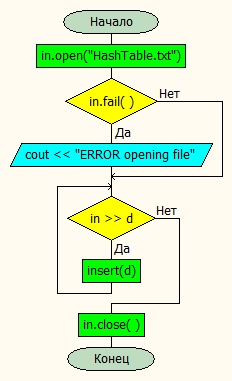 Начало
in.open("HashTable.txt")
in.fail( )
Нет
Да
cout << "ERROR opening file"
in >> d
Нет
Да
insert(d)
in.close( )
Конец